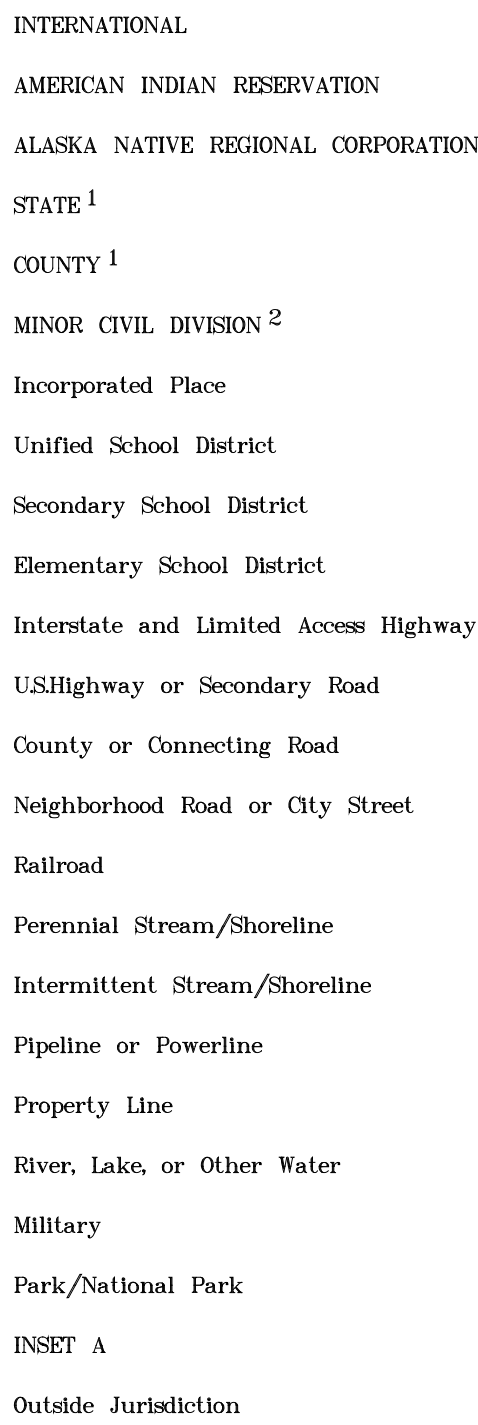 INTERNATIONAL
AMERICAN INDIAN RESERVATION
ALASKA NATIVE REGIONAL CORPORATION
STATE 1
COUNTY 1
MINOR CIVIL DIVISION 2
Incorporated Place
Unified School District
Secondary School District
Elementary School District
Interstate and Limited Access Highway
U.S.Highway or Secondary Road
County or Connecting Road
Neighborhood Road or City Street
Railroad
Perennial Stream/Shoreline
Intermittent Stream/Shoreline
Pipeline or Powerline
Property Line
River, Lake, or Other Water
Military
Park/National Park
INSET A
Outside Jurisdiction